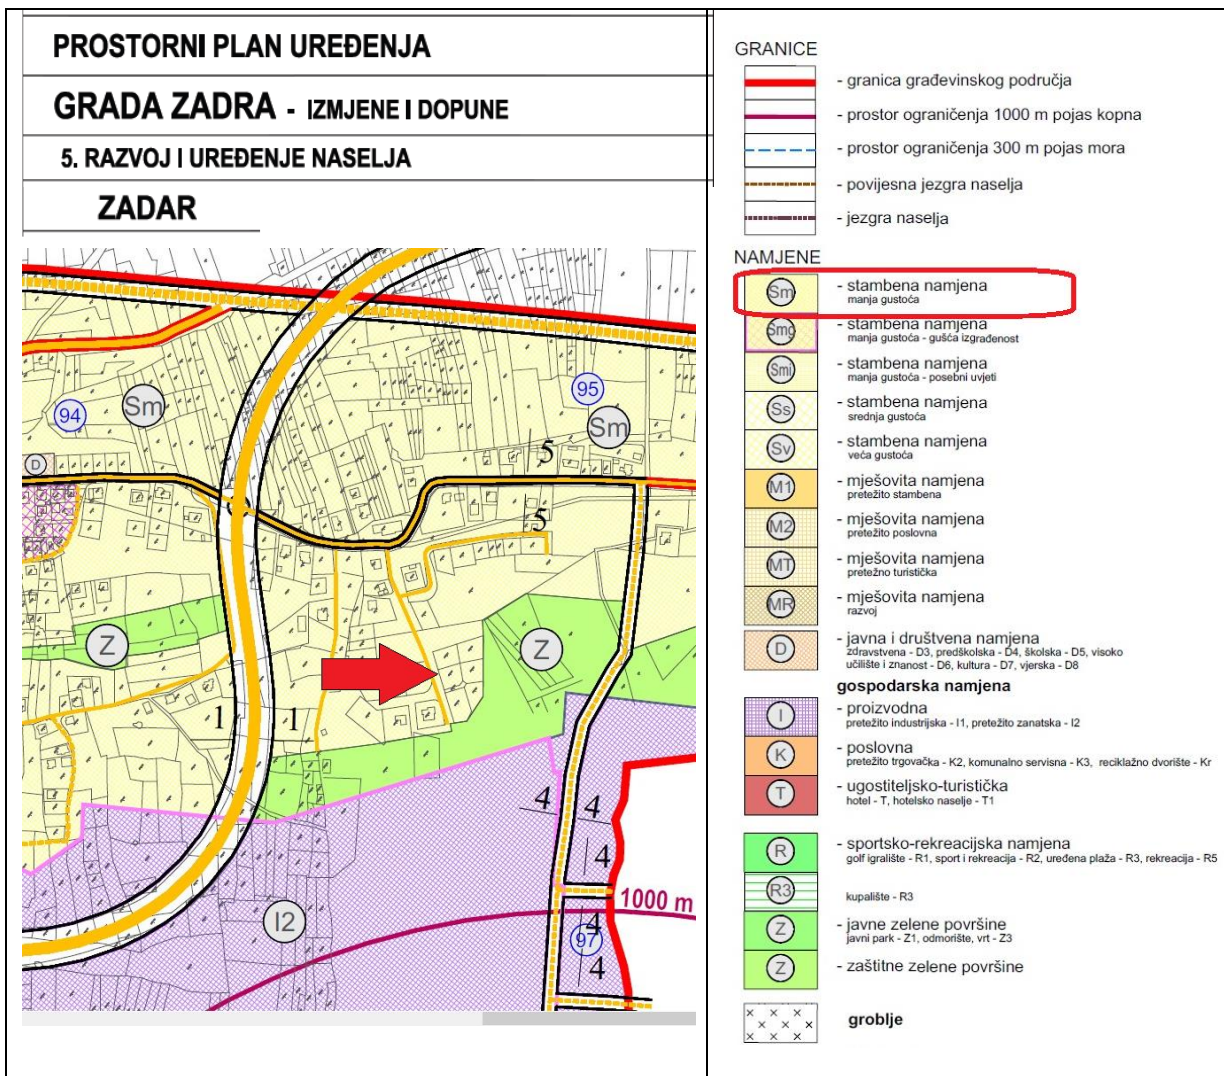 PROSTORNI PLAN UREĐENJA
GRADA ZADRA - IZMJENE I DOPUNE
5. RAZVOJ I UREĐENJE NASELJA
ZADAR
94
Sm
95
Sm
D
5
5
Z
Z
1
1
4
4
4
1000 m
I2
4
97
4
GRANICE
- granica građevinskog područja
- prostor ograničenja 1000 m pojas kopna
- prostor ograničenja 300 m pojas mora
- povijesna jezgra naselja
- jezgra naselja
NAMJENE
Sm - stambena namjena
manja gustoća
Smg - stambena namjena
manja gustoća - gušća izgrađenost
Smi - stambena namjena
manja gustoća - posebni uvjeti
Ss - stambena namjena
srednja gustoća
Sv - stambena namjena
veća gustoća
M1 - mješovita namjena
pretežito stambena
M2 - mješovita namjena
pretežito poslovna
MT - mješovita namjena
pretežno turistička
MR - mješovita namjena
razvoj
D - javna i društvena namjena
zdravstvena - D3, predškolska - D4, školska - D5, visoko
učilište i znanost - D6, kultura - D7, vjerska - D8
gospodarska namjena
I - proizvodna
pretežito industrijska - I1, pretežito zanatska - I2
K - poslovna
pretežito trgovačka - K2, komunalno servisna - K3, reciklažno dvorište - Kr
T - ugostiteljsko-turistička
hotel - T, hotelsko naselje - T1
R - sportsko-rekreacijska namjena
golf igralište - R1, sport i rekreacija - R2, uređena plaža - R3, rekreacija - R5
R3 kupalište - R3
Z - javne zelene površine
javni park - Z1, odmorište, vrt - Z3
Z - zaštitne zelene površine
groblje